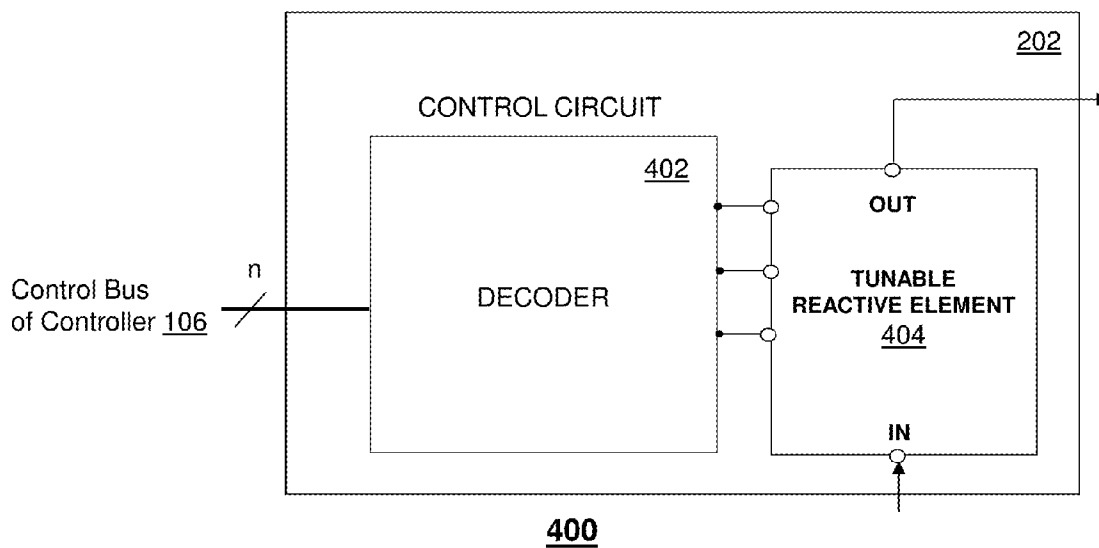 202
CONTROL CIRCUIT
402
OUT
n
Control Bus
of Controller 106
DECODER
TUNABLE
REACTIVE ELEMENT
404
IN
400